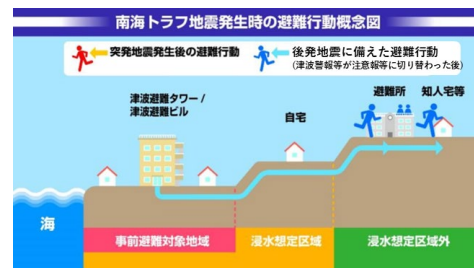 南海トラフ地震発生時の避難行動概念図
突発地震発生後の避難行動
後発地震に備えた避難行動
(津波警報等が注意報等に切り替わった後)
避難所
知人宅等
津波避難タワー/
津波避難ビル
自宅
海
事前避難対象地域
浸水想定区域
浸水想定区域外